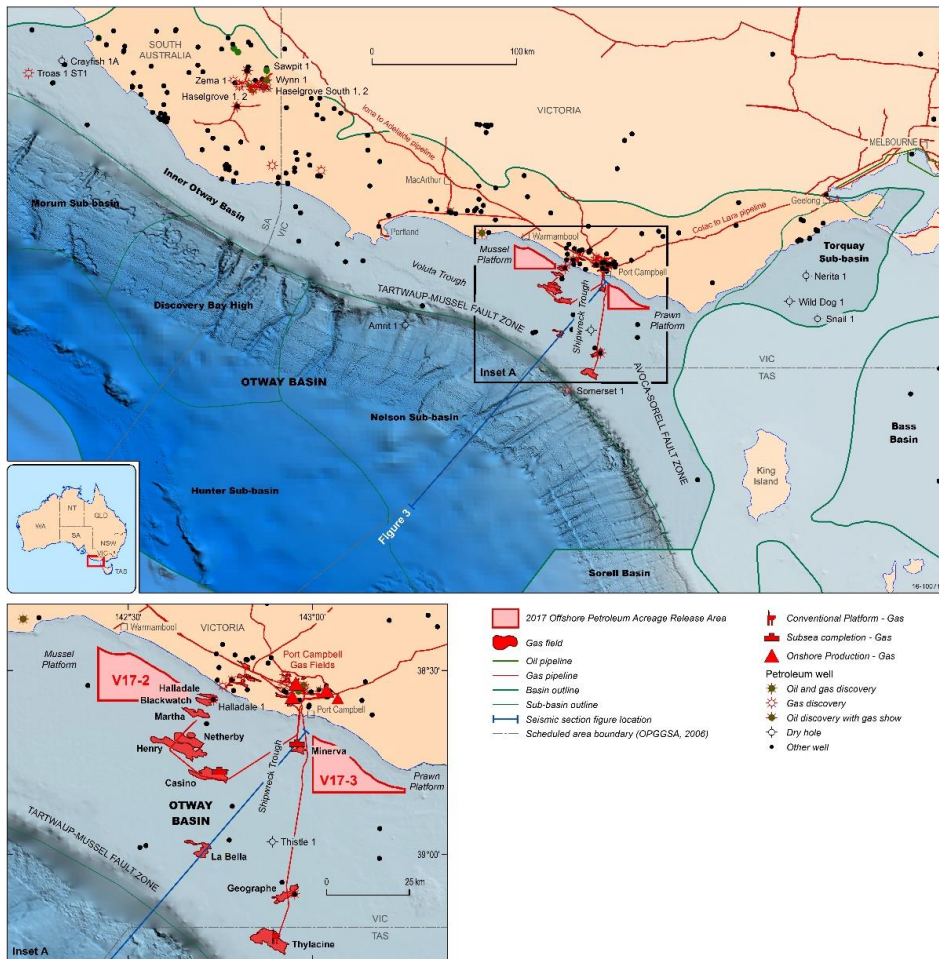 SOUTH
AUSTRALIA
Crayfish 1A
Troas 1 ST1
Sawpit 1
Zema 1
Wynn 1
Haselgrove South 1, 2
Haselgrove 1, 2
0
100 km
VICTORIA
Ione to Adelaide pipeline
MELBOURNE
Geelong
Colac to Lara pipeline
MacArthur
Inner Otway Basin
SA
VIC
Morum Sub-basin
Portland
Warrnambool
Mussel
Platform
Port Campbell
Torquay
Sub-basin
Nerita 1
Wild Dog 1
Snail 1
Voluta Trough
TARTWAUP-MUSSEL FAULT ZONE
Shipwreck Trough
Prawn
Platform
Discovery Bay High
Amrit 1
Inset A
VIC
TAS
OTWAY BASIN
Somerset 1
AVOCA-SORELL FAULT ZONE
Nelson Sub-basin
Bass
Basin
King
Island
Hunter Sub-basin
Figure 3
Sorell Basin
WA
NT
QLD
SA
NSW
VIC
TAS
142°30'
143°00'
Warrnambool
VICTORIA
Mussel
Platform
Port Campbell
Gas Fields
38°30'
V17-2
Halladale
Blackwatch
Halladale 1
Martha
Port Campbell
Netherby
Henry
Minerva
Casino
Shipwreck Trough
V17-3
Prawn
Platform
OTWAY
BASIN
TARTWAUP-MUSSEL FAULT ZONE
Thistle 1
39°00'
La Bella
Geographe
0
25 km
VIC
TAS
Thylacine
Inset A
2017 Offshore Petroleum Acreage Release Area
Gas field
Oil pipeline
Gas pipeline
Basin outline
Sub-basin outline
Seismic section figure location
Scheduled area boundary (OPGGSA, 2006)
Conventional Platform - Gas
Subsea completion - Gas
Onshore Production - Gas
Petroleum well
Oil and gas discovery
Gas discovery
Oil discovery with gas show
Dry hole
Other well